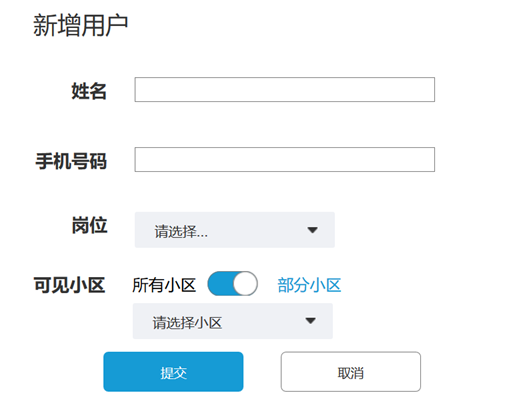 新增用户
姓名
手机号码
岗位 请选择...
可见小区 所有小区 部分小区
请选择小区
提交 取消